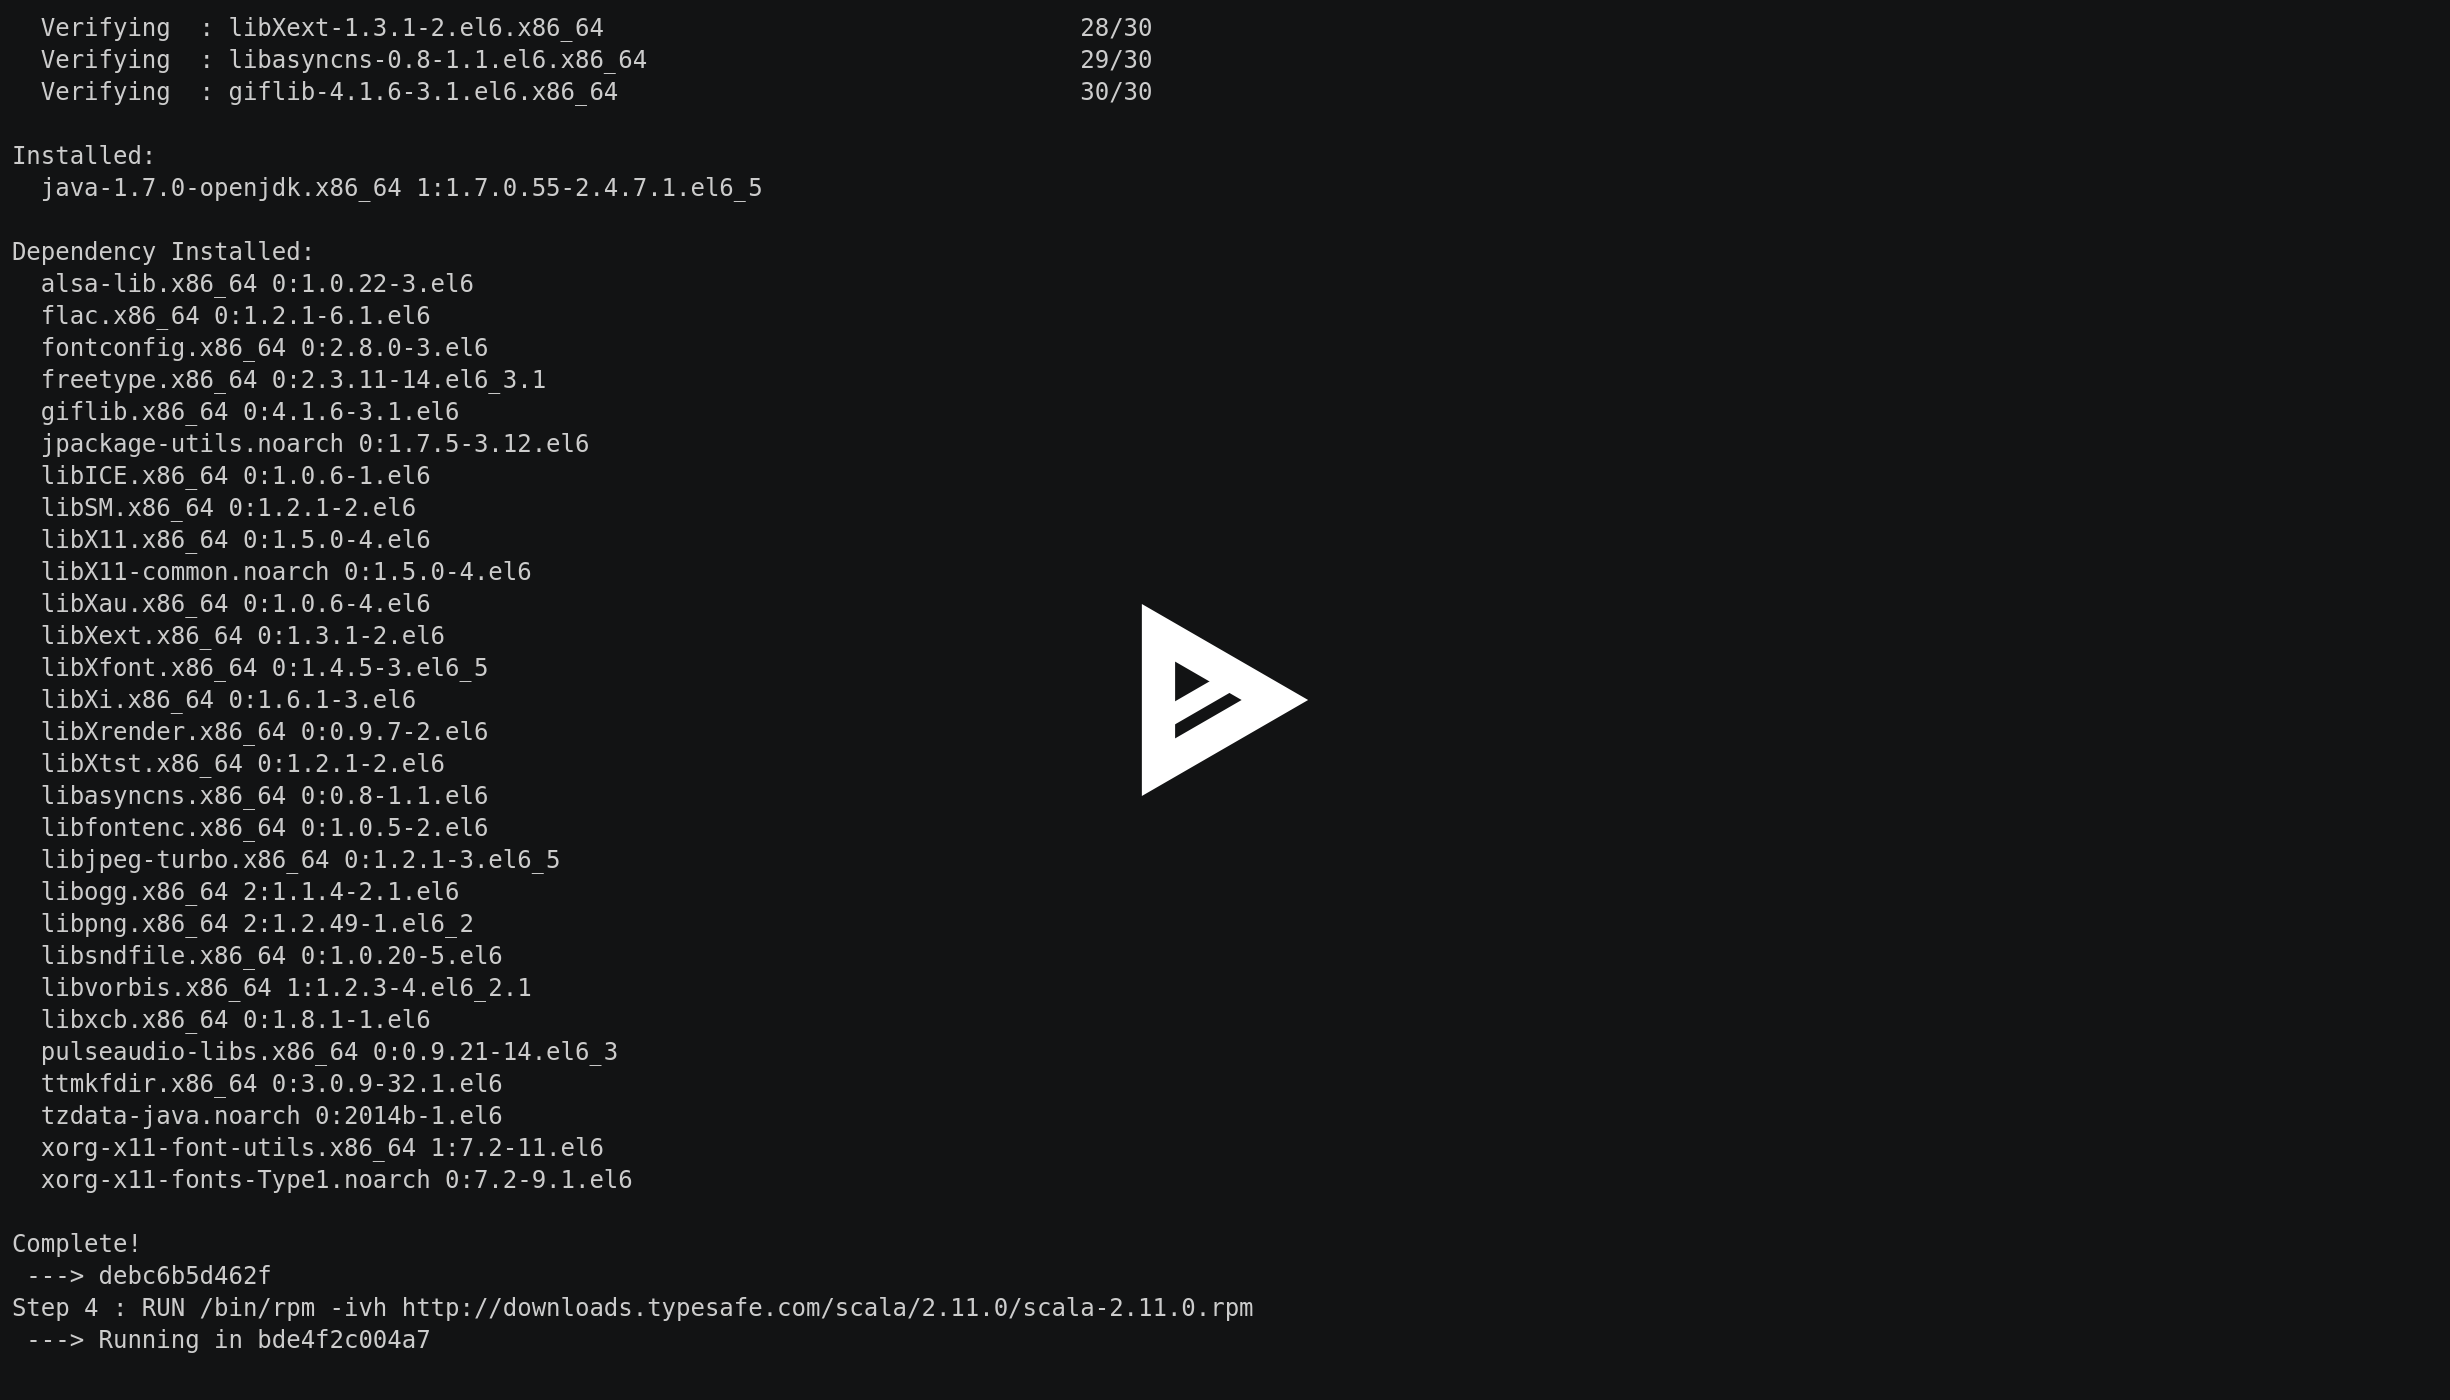 Verifying  : libXext-1.3.1-2.el6.x86_64 28/30
Verifying  : libasyncns-0.8-1.1.el6.x86_64 29/30
Verifying  : giflib-4.1.6-3.1.el6.x86_64 30/30
Installed:
java-1.7.0-openjdk.x86_64 1:1.7.0.55-2.4.7.1.el6_5
Dependency Installed:
alsa-lib.x86_64 0:1.0.22-3.el6
flac.x86_64 0:1.2.1-6.1.el6
fontconfig.x86_64 0:2.8.0-3.el6
freetype.x86_64 0:2.3.11-14.el6_3.1
giflib.x86_64 0:4.1.6-3.1.el6
jpackage-utils.noarch 0:1.7.5-3.12.el6
libICE.x86_64 0:1.0.6-1.el6
libSM.x86_64 0:1.2.1-2.el6
libX11.x86_64 0:1.5.0-4.el6
libX11-common.noarch 0:1.5.0-4.el6
libXau.x86_64 0:1.0.6-4.el6
libXext.x86_64 0:1.3.1-2.el6
libXfont.x86_64 0:1.4.5-3.el6_5
libXi.x86_64 0:1.6.1-3.el6
libXrender.x86_64 0:0.9.7-2.el6
libXtst.x86_64 0:1.2.1-2.el6
libasyncns.x86_64 0:0.8-1.1.el6
libfontenc.x86_64 0:1.0.5-2.el6
libjpeg-turbo.x86_64 0:1.2.1-3.el6_5
libogg.x86_64 2:1.1.4-2.1.el6
libpng.x86_64 2:1.2.49-1.el6_2
libsndfile.x86_64 0:1.0.20-5.el6
libvorbis.x86_64 1:1.2.3-4.el6_2.1
libxcb.x86_64 0:1.8.1-1.el6
pulseaudio-libs.x86_64 0:0.9.21-14.el6_3
ttmkfdir.x86_64 0:3.0.9-32.1.el6
tzdata-java.noarch 0:2014b-1.el6
xorg-x11-font-utils.x86_64 1:7.2-11.el6
xorg-x11-fonts-Type1.noarch 0:7.2-9.1.el6
Complete!
---> debc6b5d462f
Step 4 : RUN /bin/rpm -ivh http://downloads.typesafe.com/scala/2.11.0/scala-2.11.0.rpm
---> Running in bde4f2c004a7